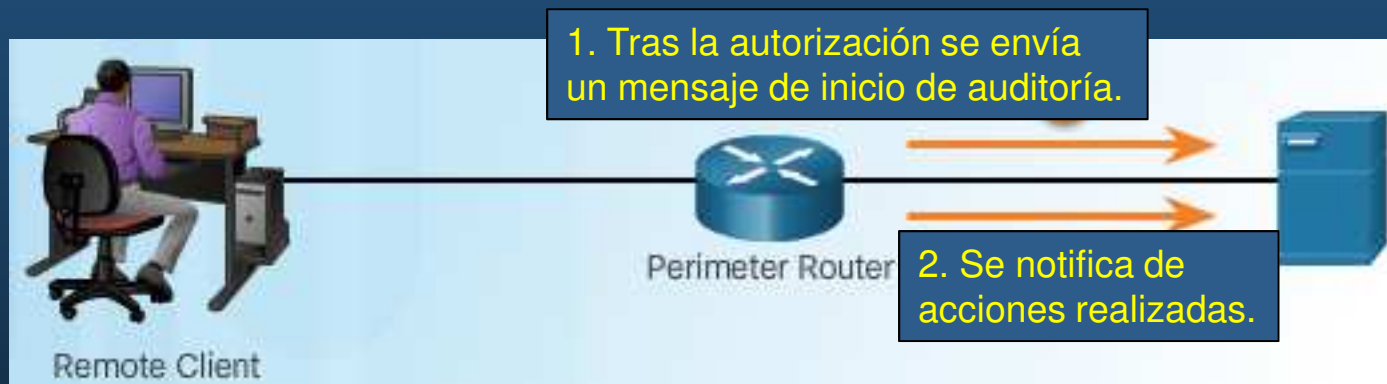 1. Tras la autorización se envía
un mensaje de inicio de auditoría.
Perimeter Router
2. Se notifica de
acciones realizadas.
Remote Client